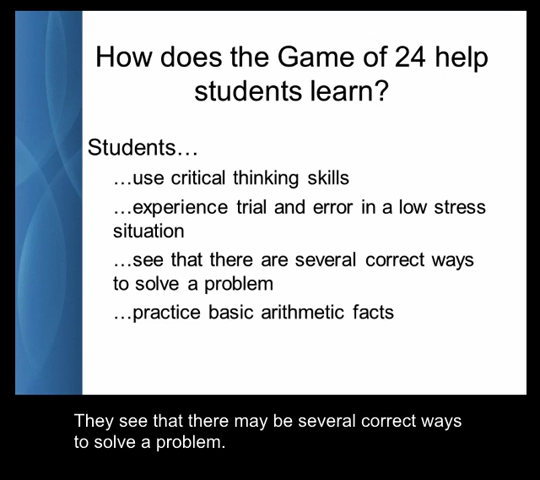 How does the Game of 24 help
students learn?
Students…
…use critical thinking skills
…experience trial and error in a low stress
situation
…see that there are several correct ways
to solve a problem
…practice basic arithmetic facts
They see that there may be several correct ways
to solve a problem.